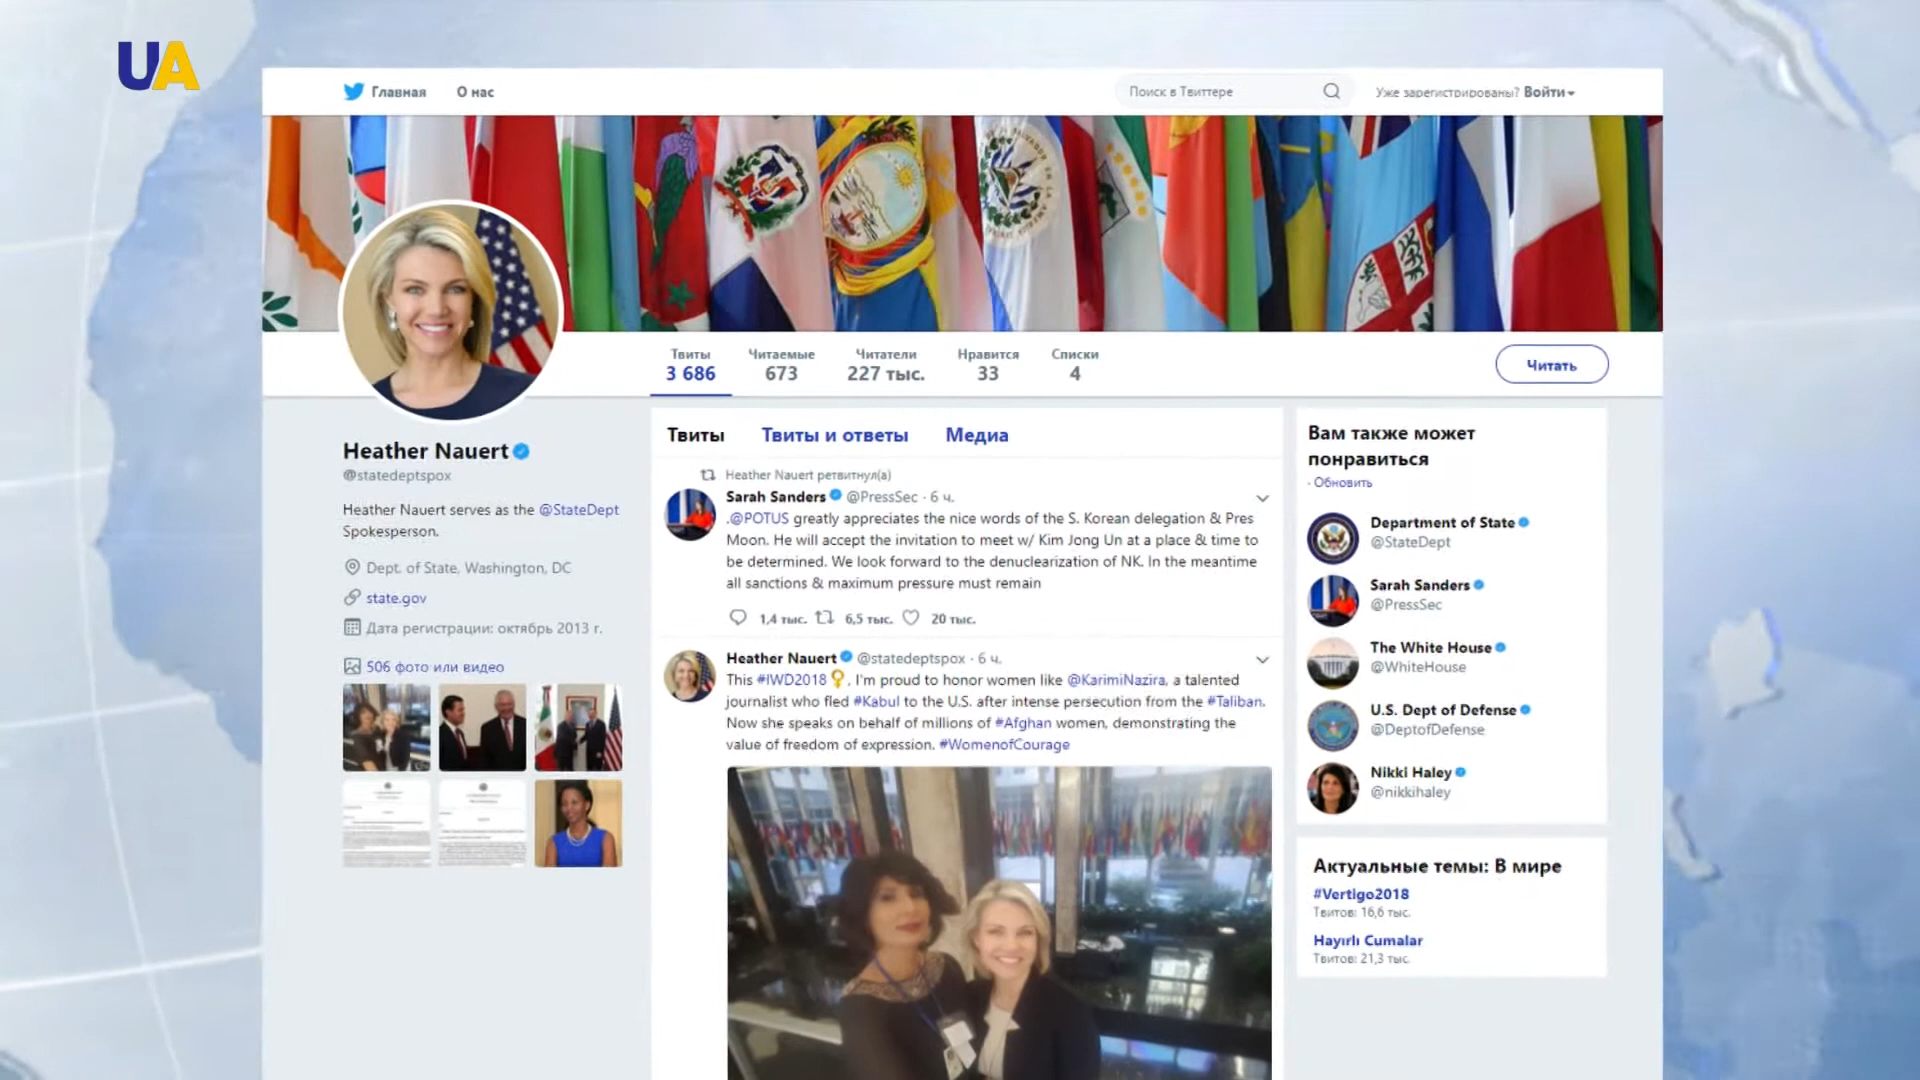 UA
Главная О нас
Поиск в Твиттере
Уже зарегистрированы? Войти
Твиты Читаемые Читатели Нравится Списки
3 686 673 227 тыс. 33 4
Читать
Heather Nauert
@statedeptspox
Heather Nauert serves as the @StateDept
Spokesperson.
Dept. of State, Washington, DC
state.gov
Дата регистрации: октябрь 2013 г.
506 фото или видео
Твиты Твиты и ответы Медиа
Heather Nauert ретвитнул(а)
Sarah Sanders @PressSec · 6 ч.
.@POTUS greatly appreciates the nice words of the S. Korean delegation & Pres
Moon. He will accept the invitation to meet w/ Kim Jong Un at a place & time to
be determined. We look forward to the denuclearization of NK. In the meantime
all sanctions & maximum pressure must remain
1,4 тыс. 6,5 тыс. 20 тыс.
Heather Nauert @statedeptspox · 6 ч.
This #IWD2018 . I'm proud to honor women like @KarimiNazira, a talented
journalist who fled #Kabul to the U.S. after intense persecution from the #Taliban.
Now she speaks on behalf of millions of #Afghan women, demonstrating the
value of freedom of expression. #WomenofCourage
Вам также может
понравиться
· Обновить
Department of State
@StateDept
Sarah Sanders
@PressSec
The White House
@WhiteHouse
U.S. Dept of Defense
@DeptofDefense
Nikki Haley
@nikkihaley
Актуальные темы: В мире
#Vertigo2018
Твитов: 16,6 тыс.
Hayırlı Cumalar
Твитов: 21,3 тыс.